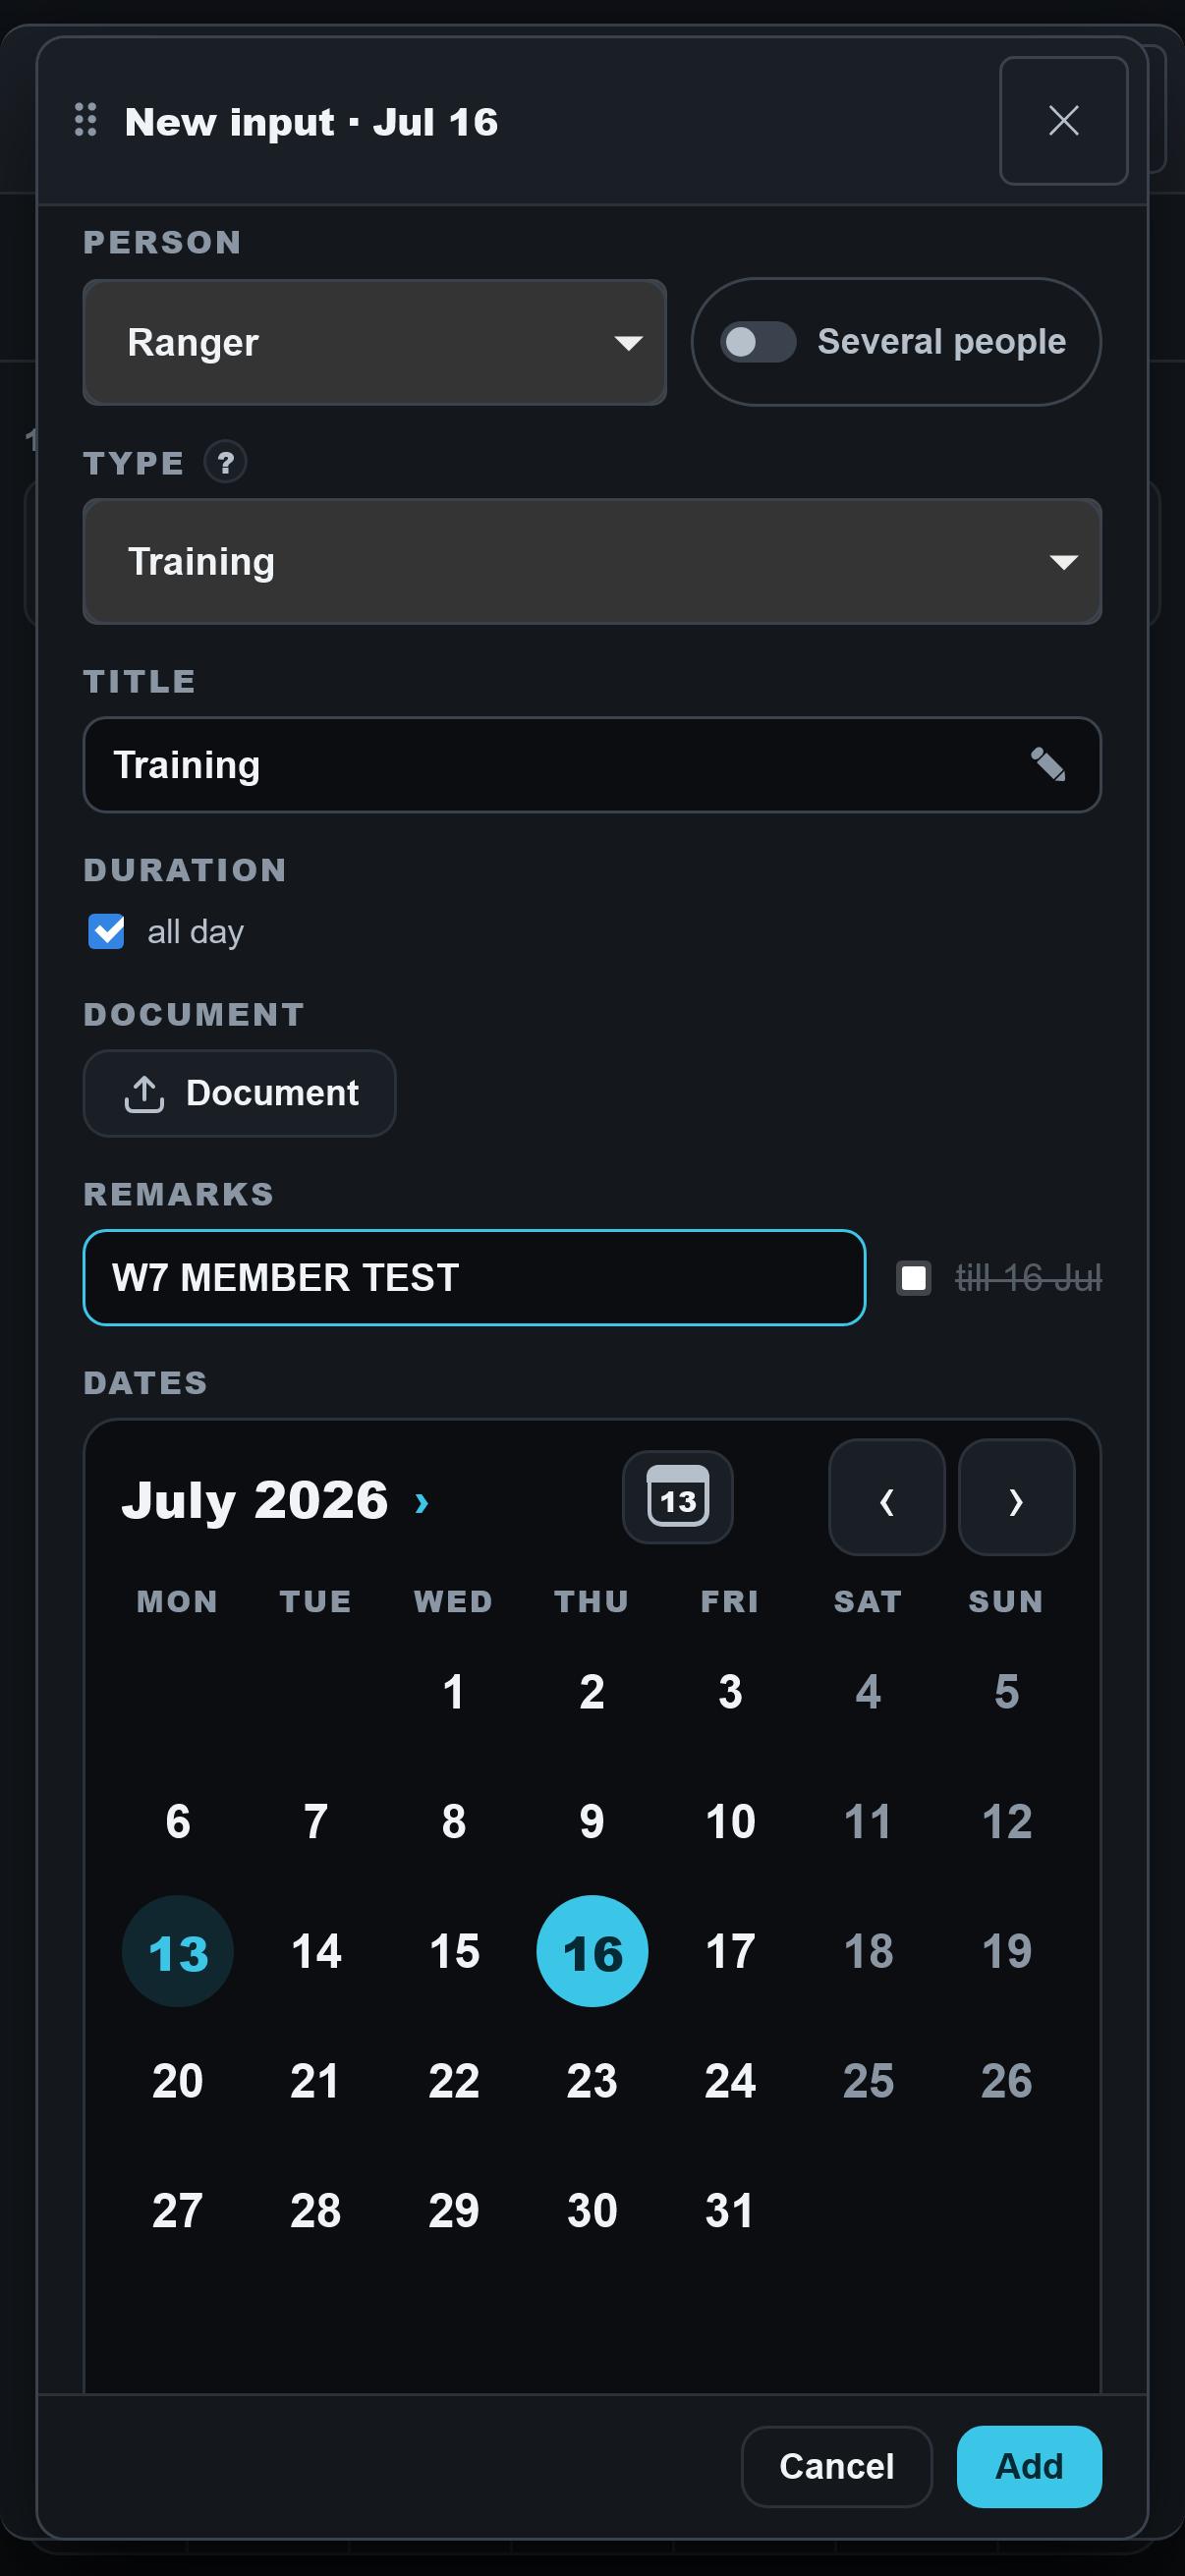 New input · Jul 16
PERSON
Ranger
Several people
TYPE ?
Training
TITLE
Training
DURATION
all day
DOCUMENT
Document
REMARKS
W7 MEMBER TEST
till 16 Jul
DATES
July 2026 ›
13
‹ ›
MON TUE WED THU FRI SAT SUN
1 2 3 4 5
6 7 8 9 10 11 12
13 14 15 16 17 18 19
20 21 22 23 24 25 26
27 28 29 30 31
Cancel Add